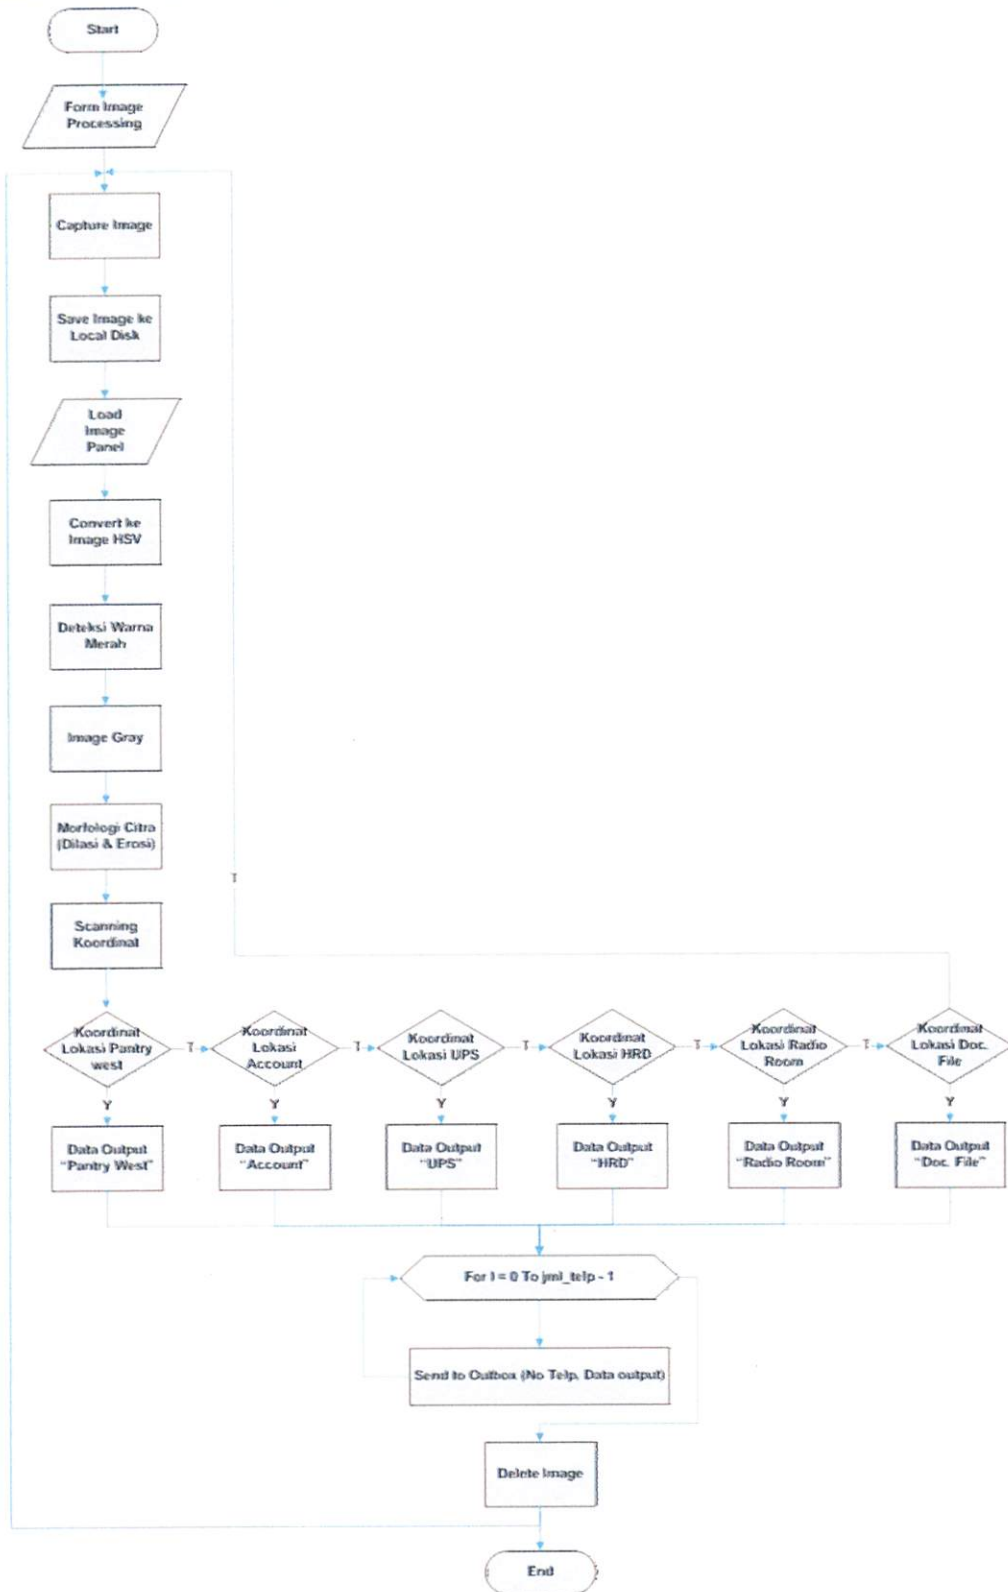 Start
Form Image
Processing
Capture Image
Save Image ke
Local Disk
Load
Image
Panel
Convert ke
Image HSV
Deteksi Warna
Merah
Image Gray
Morfologi Citra
(Dilasi & Erosi)
T
Scanning
Koordinat
Koordinat
Lokasi Pantry
west
T
Koordinat
Lokasi
Account
T
Koordinat
Lokasi UPS
T
Koordinat
Lokasi HRD
T
Koordinat
Lokasi Radio
Room
T
Koordinat
Lokasi Doc.
File
Y
Y
Y
Y
Y
Y
Data Output
“Pantry West”
Data Output
“Account”
Data Output
“UPS”
Data Output
“HRD”
Data Output
“Radio Room”
Data Output
“Doc. File”
For I = 0 To jml_telp - 1
Send to Outbox (No Telp, Data output)
Delete Image
End